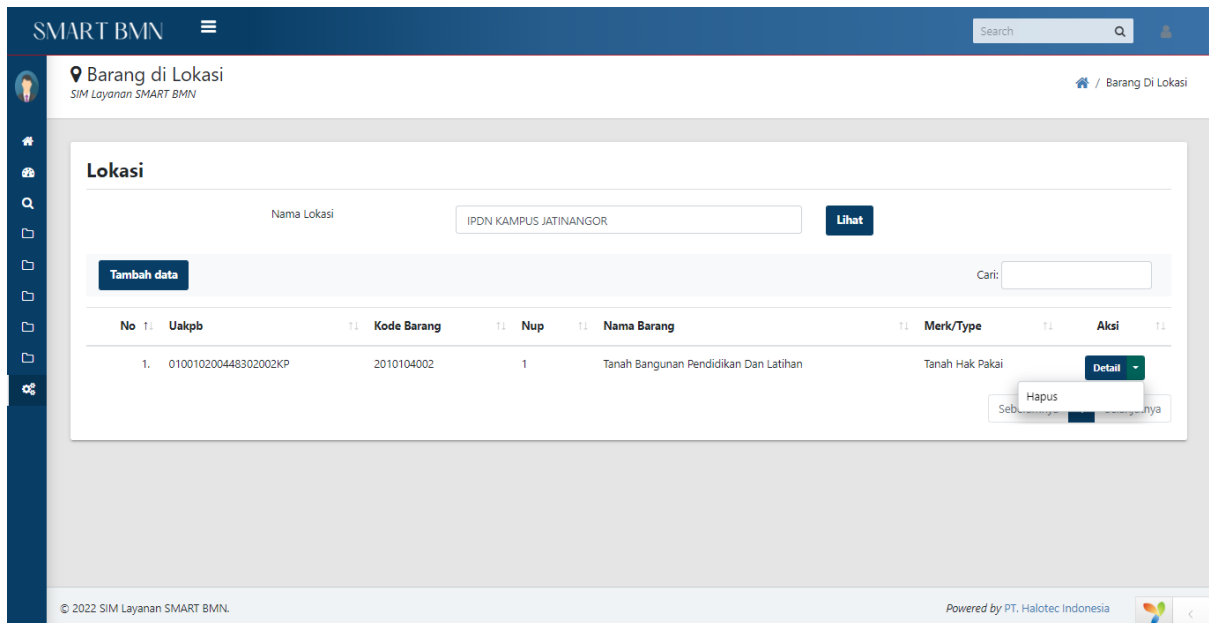 SMART BMN
Search
Barang di Lokasi
SIM Layanan SMART BMN
/ Barang Di Lokasi
Lokasi
Nama Lokasi
IPDN KAMPUS JATINANGOR
Lihat
Tambah data
Cari:
No Uakpb Kode Barang Nup Nama Barang Merk/Type Aksi
1. 010010200448302002KP 2010104002 1 Tanah Bangunan Pendidikan Dan Latihan Tanah Hak Pakai Detail
Hapus
© 2022 SIM Layanan SMART BMN.
Powered by PT. Halotec Indonesia